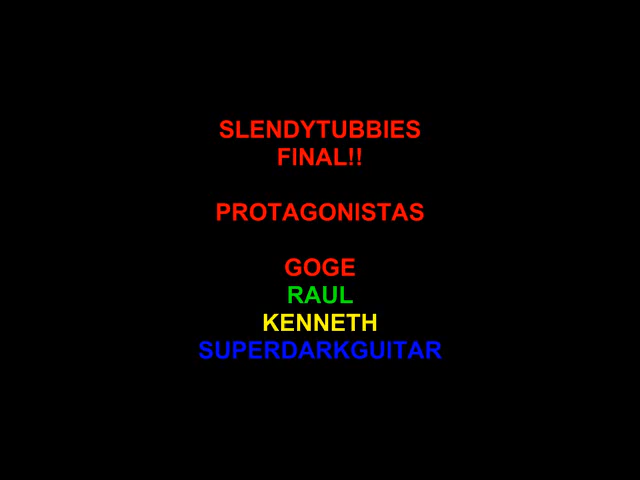 SLENDYTUBBIES
FINAL!!
PROTAGONISTAS
GOGE
RAUL
KENNETH
SUPERDARKGUITAR